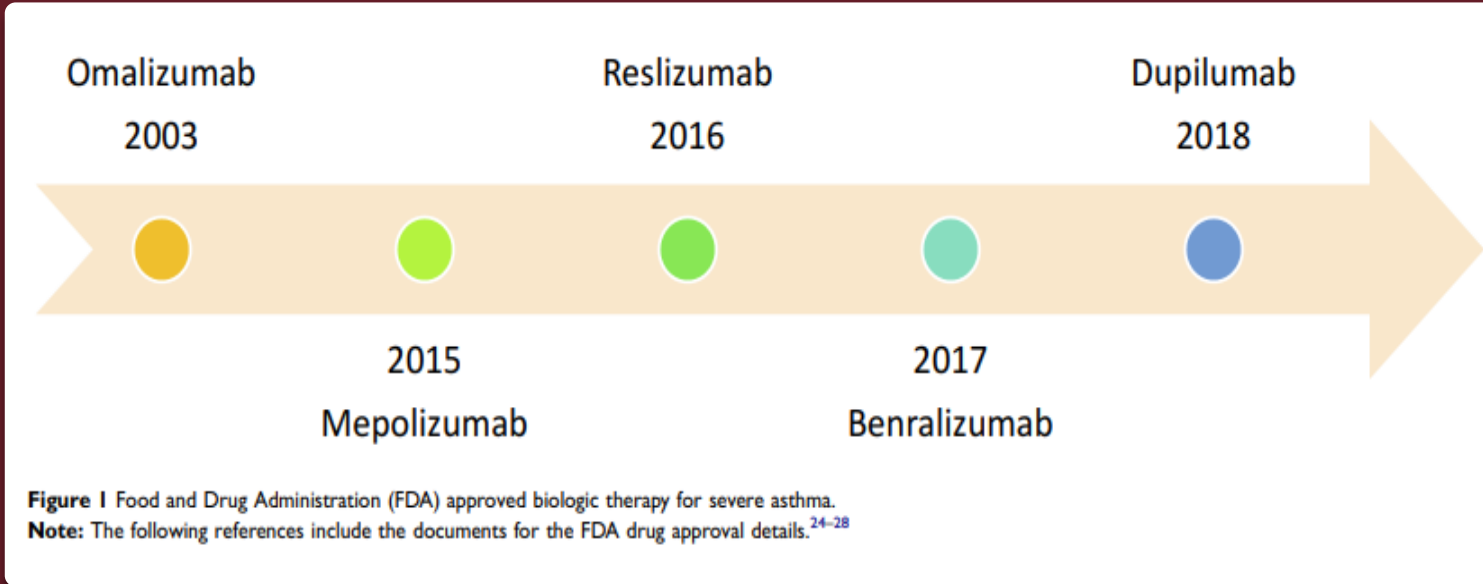 Omalizumab
2003
Reslizumab
2016
Dupilumab
2018
2015
Mepolizumab
2017
Benralizumab
Figure 1 Food and Drug Administration (FDA) approved biologic therapy for severe asthma.
Note: The following references include the documents for the FDA drug approval details.24–28